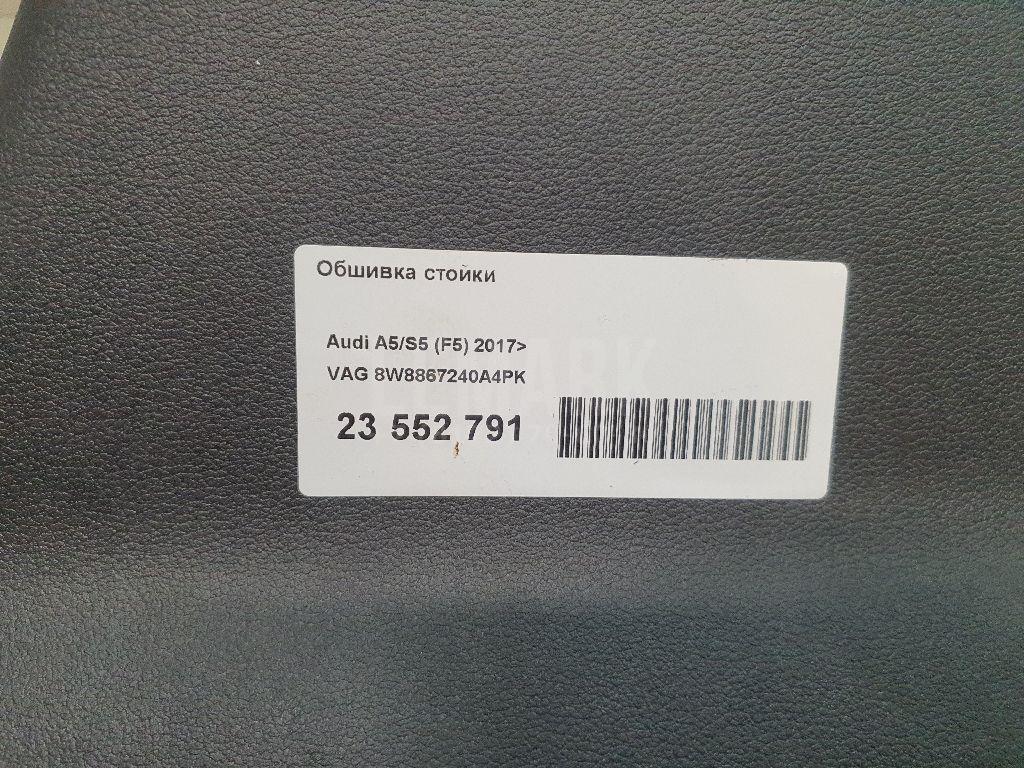 Обшивка стойки
Audi A5/S5 (F5) 2017>
VAG 8W8867240A4PK
23 552 791